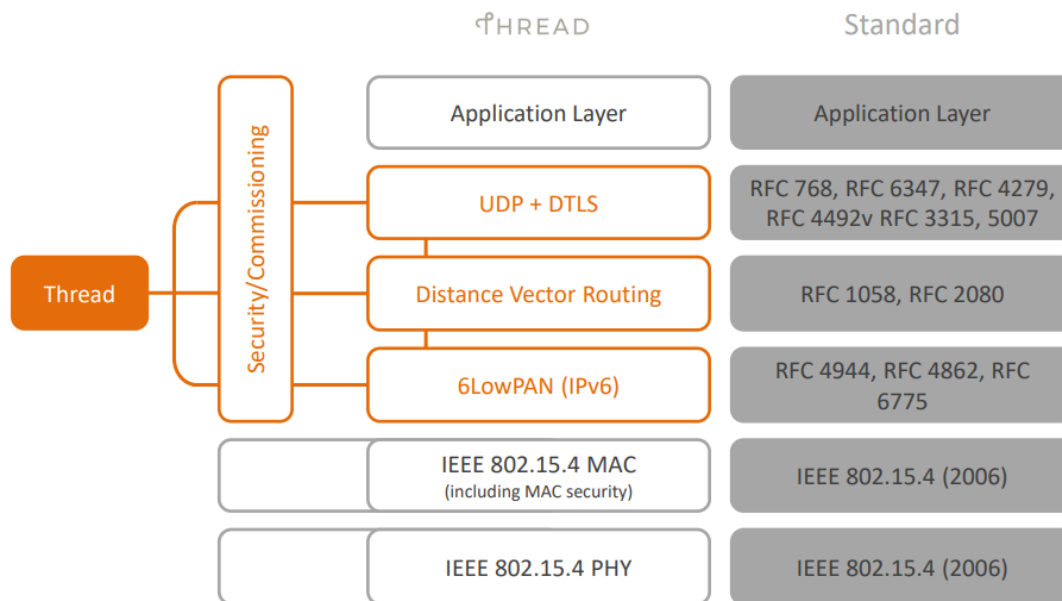 THREAD
Standard
Application Layer
Application Layer
Security/Commissioning
UDP + DTLS
RFC 768, RFC 6347, RFC 4279,
RFC 4492v RFC 3315, 5007
Thread
Distance Vector Routing
RFC 1058, RFC 2080
6LowPAN (IPv6)
RFC 4944, RFC 4862, RFC
6775
IEEE 802.15.4 MAC
(including MAC security)
IEEE 802.15.4 (2006)
IEEE 802.15.4 PHY
IEEE 802.15.4 (2006)